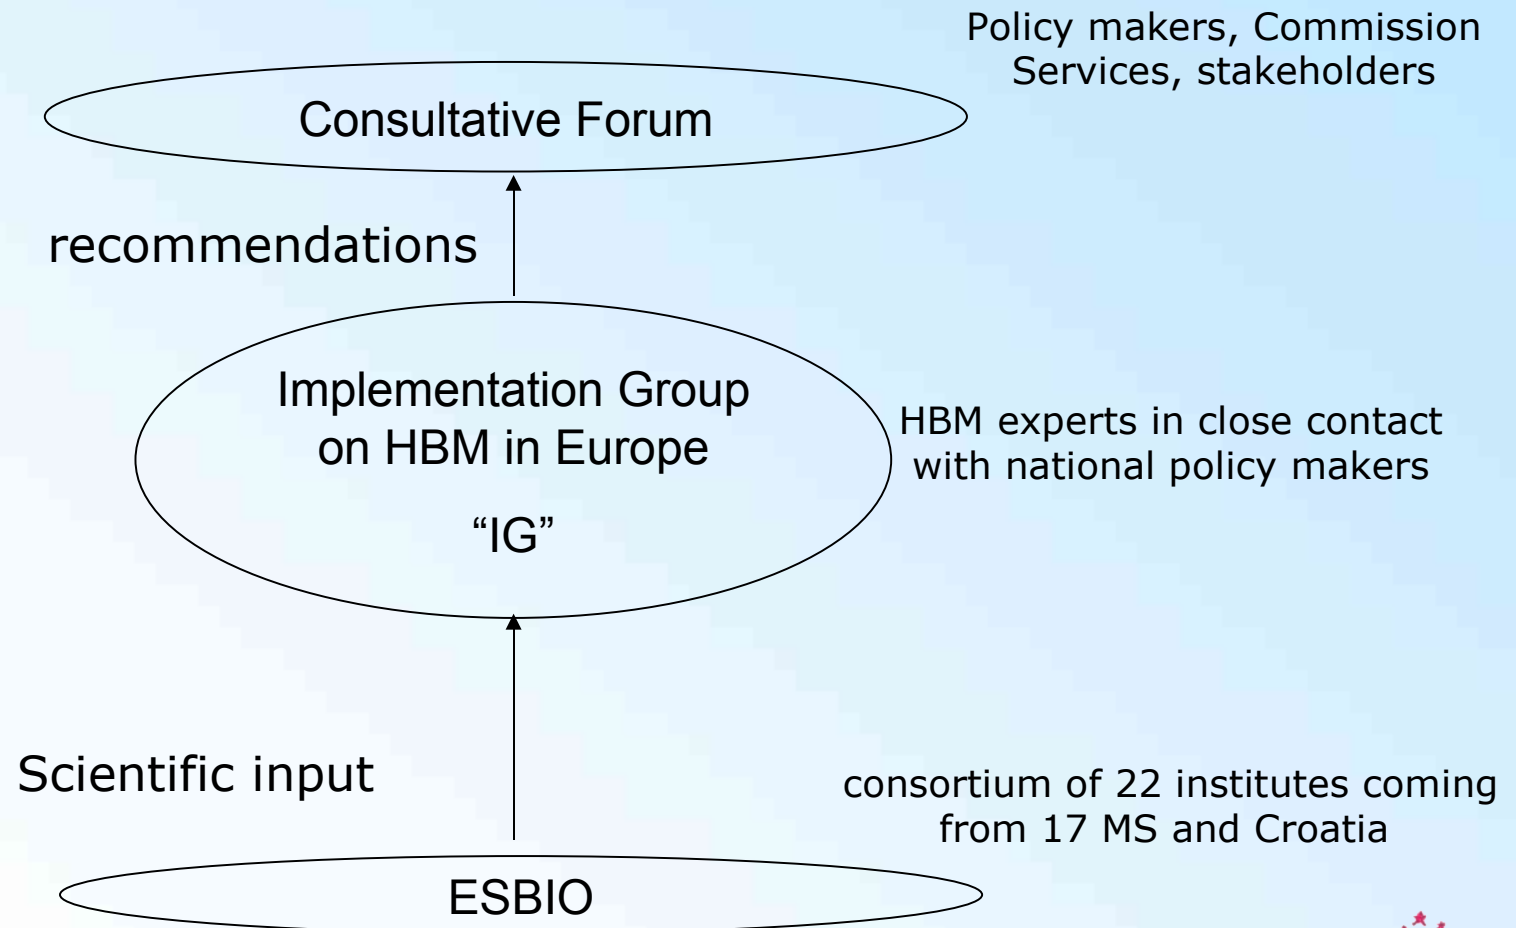 Policy makers, Commission
Services, stakeholders
Consultative Forum
recommendations
Implementation Group
on HBM in Europe
“IG”
HBM experts in close contact
with national policy makers
Scientific input
consortium of 22 institutes coming
from 17 MS and Croatia
ESBIO